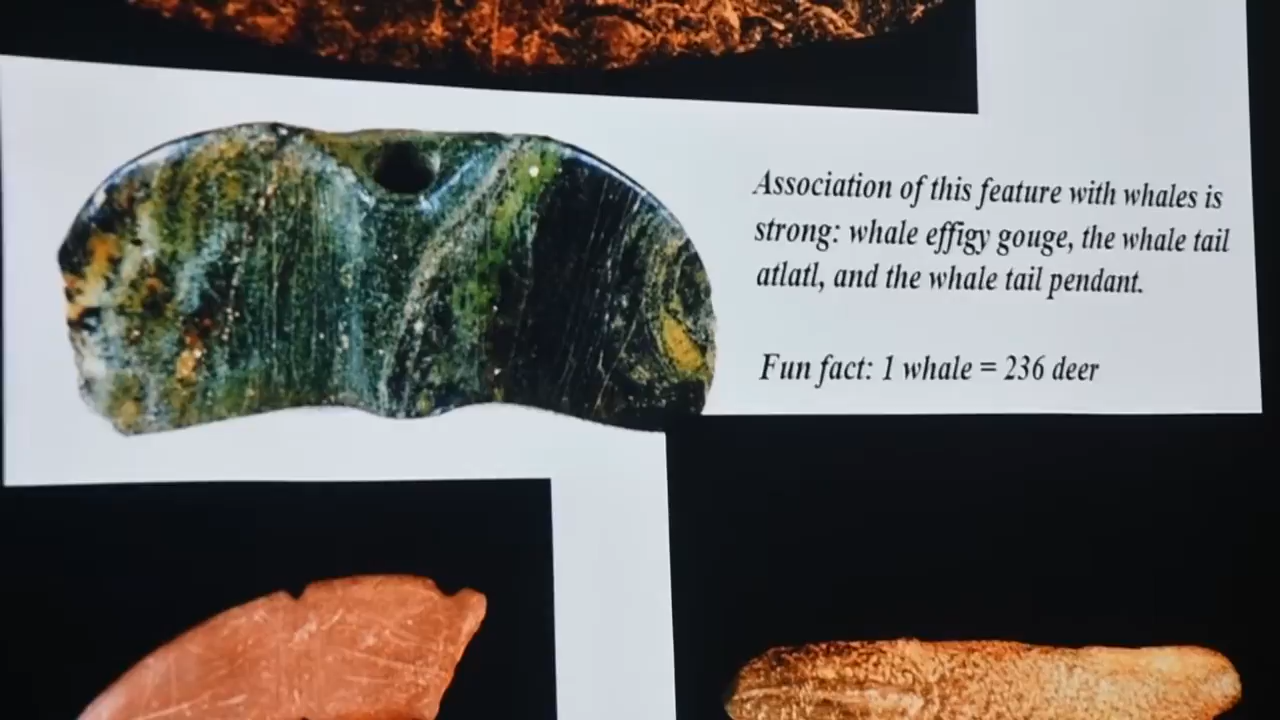 Association of this feature with whales is
strong: whale effigy gouge, the whale tail
atlatl, and the whale tail pendant.
Fun fact: 1 whale = 236 deer